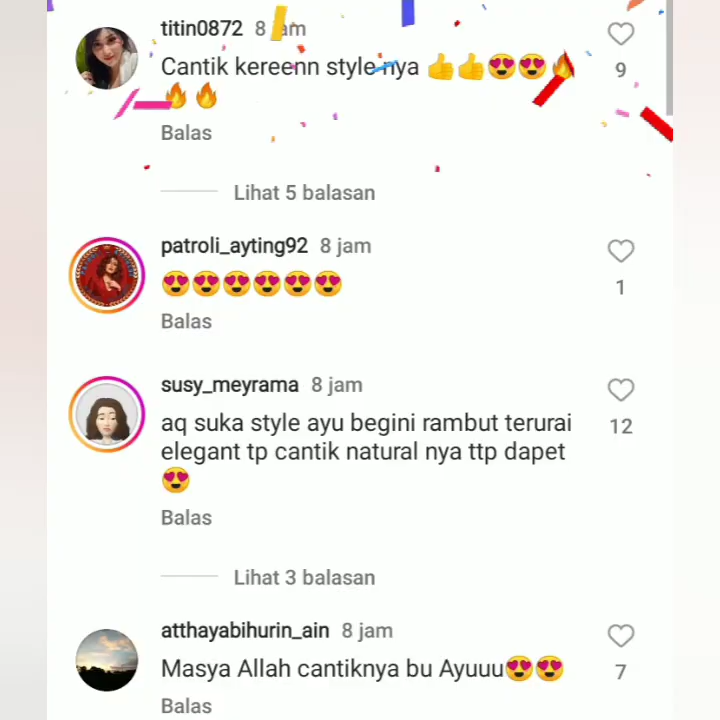 titin0872 8 jam
Cantik kereenn style nya 👍👍😍😍🔥
🔥🔥
9
Balas
Lihat 5 balasan
patroli_ayting92 8 jam
😍😍😍😍😍😍
1
Balas
susy_meyrama 8 jam
aq suka style ayu begini rambut terurai
elegant tp cantik natural nya ttp dapat
😍
12
Balas
Lihat 3 balasan
atthayabihurin_ain 8 jam
Masya Allah cantiknya bu Ayuuu😍😍
7
Balas